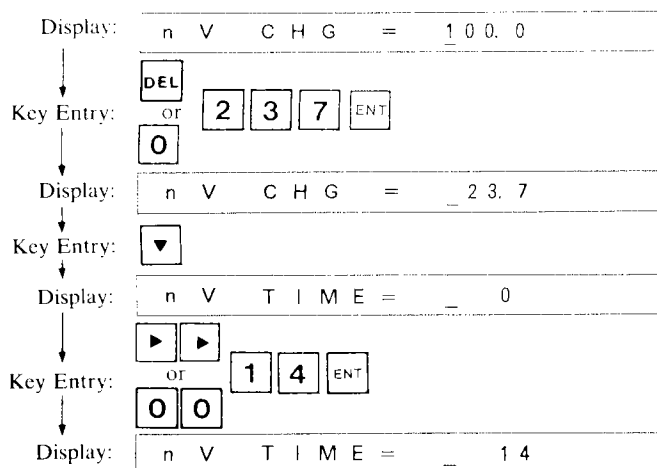 Display: n V C H G = 1 0 0. 0
DEL
Key Entry: or 2 3 7 ENT
0
Display: n V C H G = _ 2 3. 7
Key Entry: ▼
Display: n V T I M E = _ 0
► ►
Key Entry: or 1 4 ENT
0 0
Display: n V T I M E = _ 1 4